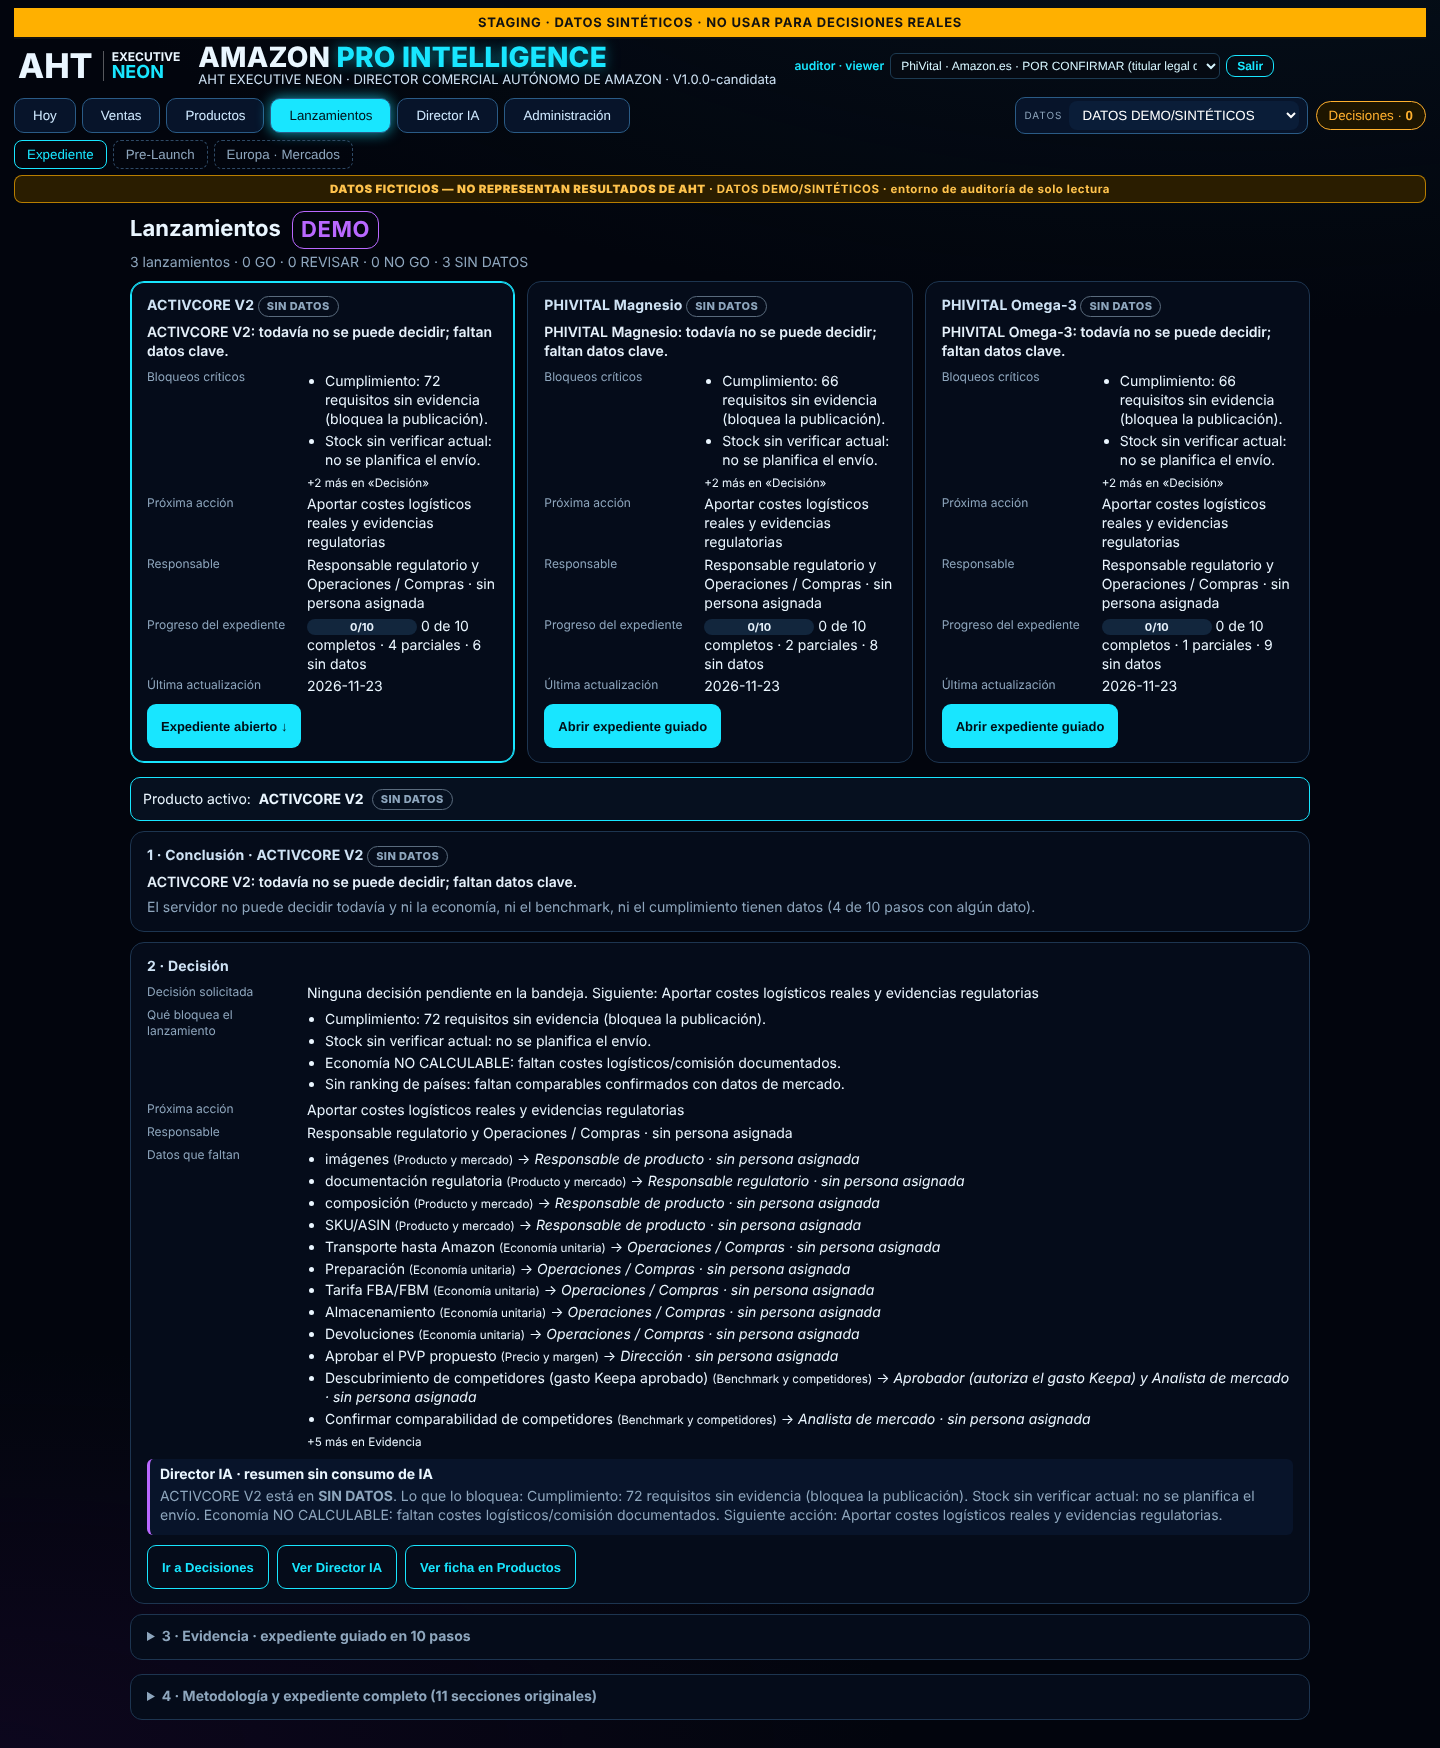 STAGING · DATOS SINTÉTICOS · NO USAR PARA DECISIONES REALES
AHT
EXECUTIVE
NEON
AMAZON PRO INTELLIGENCE
AHT EXECUTIVE NEON · DIRECTOR COMERCIAL AUTÓNOMO DE AMAZON · V1.0.0-candidata
auditor · viewer
PhiVital · Amazon.es · POR CONFIRMAR (titular legal c
Salir
Hoy
Ventas
Productos
Lanzamientos
Director IA
Administración
DATOS
DATOS DEMO/SINTÉTICOS
Decisiones · 0
Expediente
Pre-Launch
Europa · Mercados
DATOS FICTICIOS — NO REPRESENTAN RESULTADOS DE AHT · DATOS DEMO/SINTÉTICOS · entorno de auditoría de solo lectura
Lanzamientos DEMO
3 lanzamientos · 0 GO · 0 REVISAR · 0 NO GO · 3 SIN DATOS
ACTIVCORE V2 SIN DATOS
ACTIVCORE V2: todavía no se puede decidir; faltan
datos clave.
Bloqueos críticos
• Cumplimiento: 72
requisitos sin evidencia
(bloquea la publicación).
• Stock sin verificar actual:
no se planifica el envío.
+2 más en «Decisión»
Próxima acción
Aportar costes logísticos
reales y evidencias
regulatorias
Responsable
Responsable regulatorio y
Operaciones / Compras · sin
persona asignada
Progreso del expediente
0/10 0 de 10
completos · 4 parciales · 6
sin datos
Última actualización
2026-11-23
Expediente abierto ↓
PHIVITAL Magnesio SIN DATOS
PHIVITAL Magnesio: todavía no se puede decidir;
faltan datos clave.
Bloqueos críticos
• Cumplimiento: 66
requisitos sin evidencia
(bloquea la publicación).
• Stock sin verificar actual:
no se planifica el envío.
+2 más en «Decisión»
Próxima acción
Aportar costes logísticos
reales y evidencias
regulatorias
Responsable
Responsable regulatorio y
Operaciones / Compras · sin
persona asignada
Progreso del expediente
0/10 0 de 10
completos · 2 parciales · 8
sin datos
Última actualización
2026-11-23
Abrir expediente guiado
PHIVITAL Omega-3 SIN DATOS
PHIVITAL Omega-3: todavía no se puede decidir;
faltan datos clave.
Bloqueos críticos
• Cumplimiento: 66
requisitos sin evidencia
(bloquea la publicación).
• Stock sin verificar actual:
no se planifica el envío.
+2 más en «Decisión»
Próxima acción
Aportar costes logísticos
reales y evidencias
regulatorias
Responsable
Responsable regulatorio y
Operaciones / Compras · sin
persona asignada
Progreso del expediente
0/10 0 de 10
completos · 1 parciales · 9
sin datos
Última actualización
2026-11-23
Abrir expediente guiado
Producto activo: ACTIVCORE V2 SIN DATOS
1 · Conclusión · ACTIVCORE V2 SIN DATOS
ACTIVCORE V2: todavía no se puede decidir; faltan datos clave.
El servidor no puede decidir todavía y ni la economía, ni el benchmark, ni el cumplimiento tienen datos (4 de 10 pasos con algún dato).
2 · Decisión
Decisión solicitada
Ninguna decisión pendiente en la bandeja. Siguiente: Aportar costes logísticos reales y evidencias regulatorias
Qué bloquea el
lanzamiento
• Cumplimiento: 72 requisitos sin evidencia (bloquea la publicación).
• Stock sin verificar actual: no se planifica el envío.
• Economía NO CALCULABLE: faltan costes logísticos/comisión documentados.
• Sin ranking de países: faltan comparables confirmados con datos de mercado.
Próxima acción
Aportar costes logísticos reales y evidencias regulatorias
Responsable
Responsable regulatorio y Operaciones / Compras · sin persona asignada
Datos que faltan
• imágenes (Producto y mercado) → Responsable de producto · sin persona asignada
• documentación regulatoria (Producto y mercado) → Responsable regulatorio · sin persona asignada
• composición (Producto y mercado) → Responsable de producto · sin persona asignada
• SKU/ASIN (Producto y mercado) → Responsable de producto · sin persona asignada
• Transporte hasta Amazon (Economía unitaria) → Operaciones / Compras · sin persona asignada
• Preparación (Economía unitaria) → Operaciones / Compras · sin persona asignada
• Tarifa FBA/FBM (Economía unitaria) → Operaciones / Compras · sin persona asignada
• Almacenamiento (Economía unitaria) → Operaciones / Compras · sin persona asignada
• Devoluciones (Economía unitaria) → Operaciones / Compras · sin persona asignada
• Aprobar el PVP propuesto (Precio y margen) → Dirección · sin persona asignada
• Descubrimiento de competidores (gasto Keepa aprobado) (Benchmark y competidores) → Aprobador (autoriza el gasto Keepa) y Analista de mercado
· sin persona asignada
• Confirmar comparabilidad de competidores (Benchmark y competidores) → Analista de mercado · sin persona asignada
+5 más en Evidencia
Director IA · resumen sin consumo de IA
ACTIVCORE V2 está en SIN DATOS. Lo que lo bloquea: Cumplimiento: 72 requisitos sin evidencia (bloquea la publicación). Stock sin verificar actual: no se planifica el
envío. Economía NO CALCULABLE: faltan costes logísticos/comisión documentados. Siguiente acción: Aportar costes logísticos reales y evidencias regulatorias.
Ir a Decisiones
Ver Director IA
Ver ficha en Productos
▶ 3 · Evidencia · expediente guiado en 10 pasos
▶ 4 · Metodología y expediente completo (11 secciones originales)